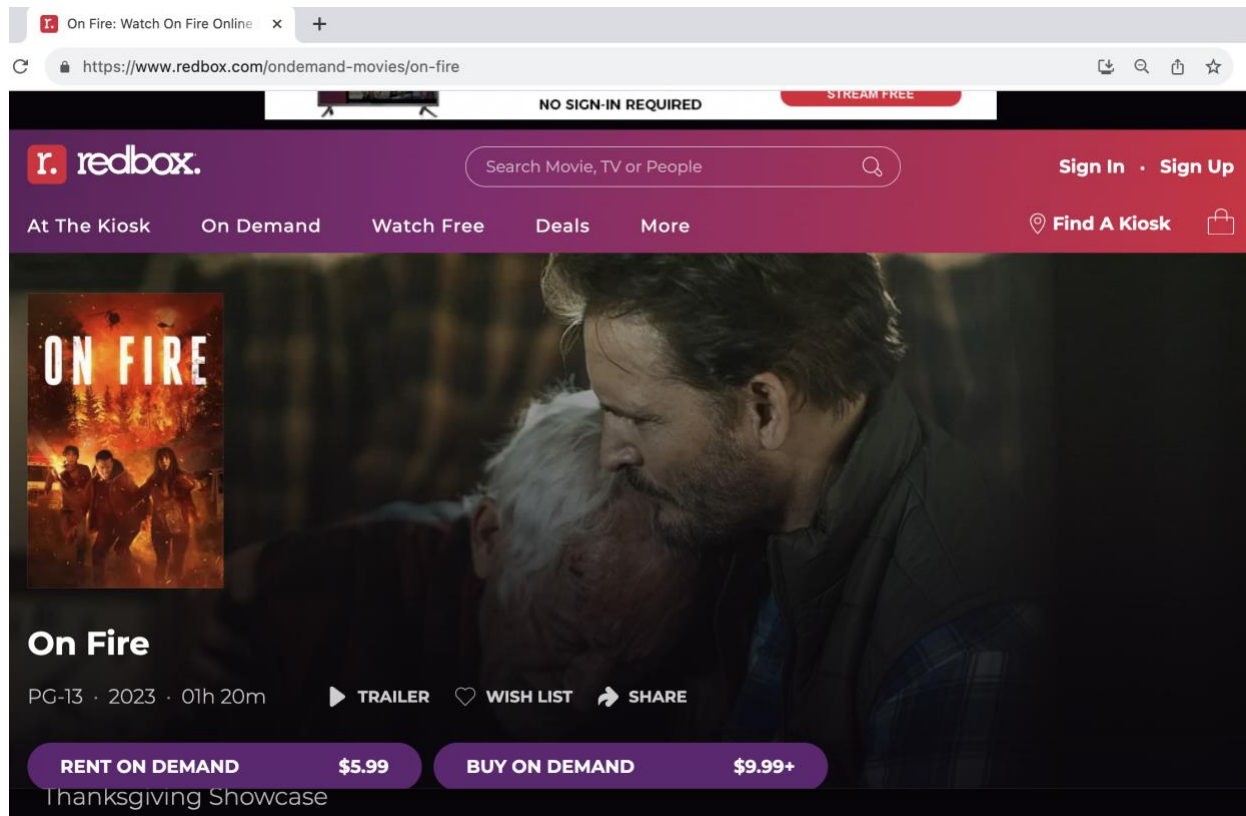 r. On Fire: Watch On Fire Online × +
https://www.redbox.com/ondemand-movies/on-fire
NO SIGN-IN REQUIRED STREAM FREE
r. redbox. Search Movie, TV or People Sign In · Sign Up
At The Kiosk On Demand Watch Free Deals More Find A Kiosk
ON FIRE
On Fire
PG-13 · 2023 · 01h 20m TRAILER WISH LIST SHARE
RENT ON DEMAND $5.99 BUY ON DEMAND $9.99+
Thanksgiving Showcase